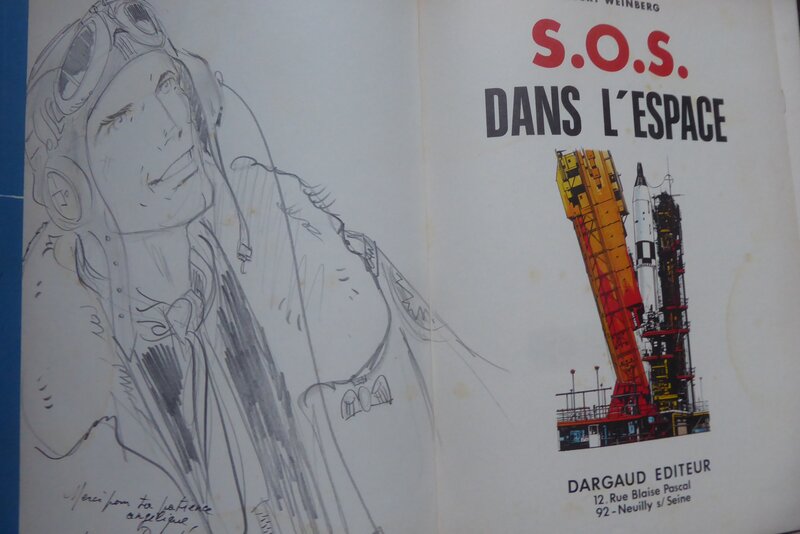 Merci pour ta patience
angélique
WEINBERG
S.O.S.
DANS L'ESPACE
DARGAUD EDITEUR
12, Rue Blaise Pascal
92 - Neuilly s/Seine